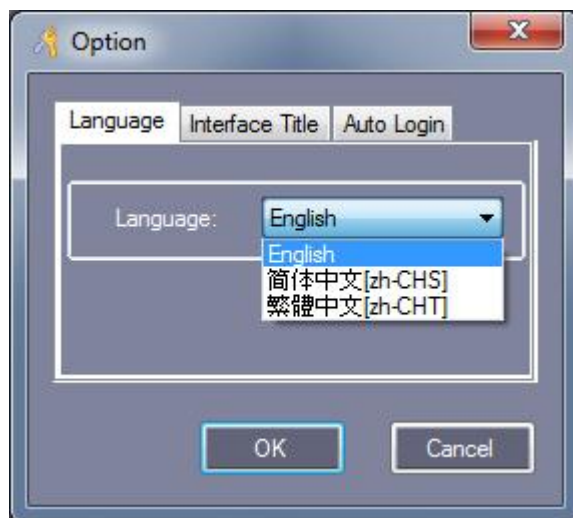 Option
Language Interface Title Auto Login
Language: English
English
简体中文[zh-CHS]
繁體中文[zh-CHT]
OK Cancel